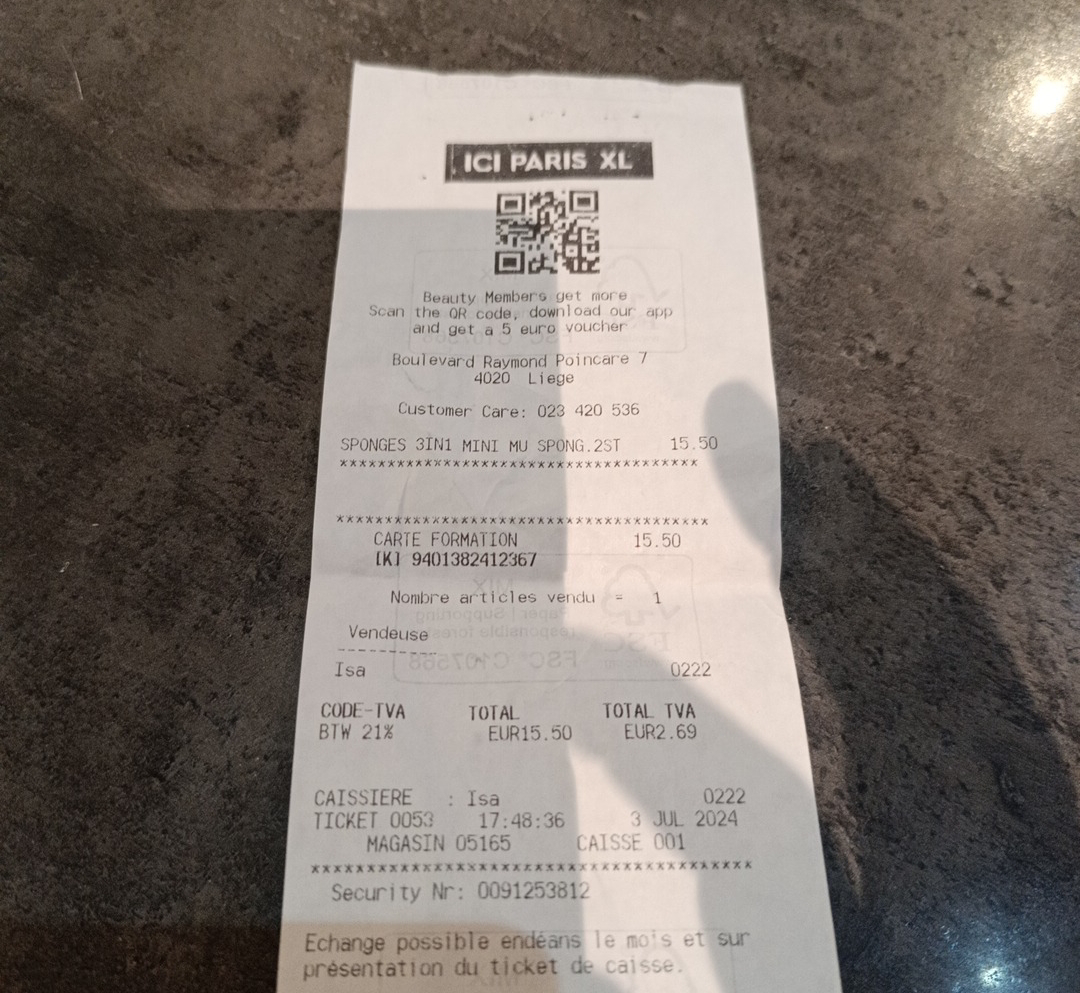 ICI PARIS XL
Beauty Members get more
Scan the QR code, download our app
and get a 5 euro voucher
Boulevard Raymond Poincare 7
4020 Liege
Customer Care: 023 420 536
SPONGES 3IN1 MINI MU SPONG.2ST 15.50
*************************************
*************************************
CARTE FORMATION 15.50
[K] 9401382412367
Nombre articles vendu = 1
Vendeuse
----------
Isa 0222
CODE-TVA TOTAL TOTAL TVA
BTW 21% EUR15.50 EUR2.69
CAISSIERE : Isa 0222
TICKET 0053 17:48:36 3 JUL 2024
MAGASIN 05165 CAISSE 001
*************************************
Security Nr: 0091253812
Echange possible endéans le mois et sur
présentation du ticket de caisse.